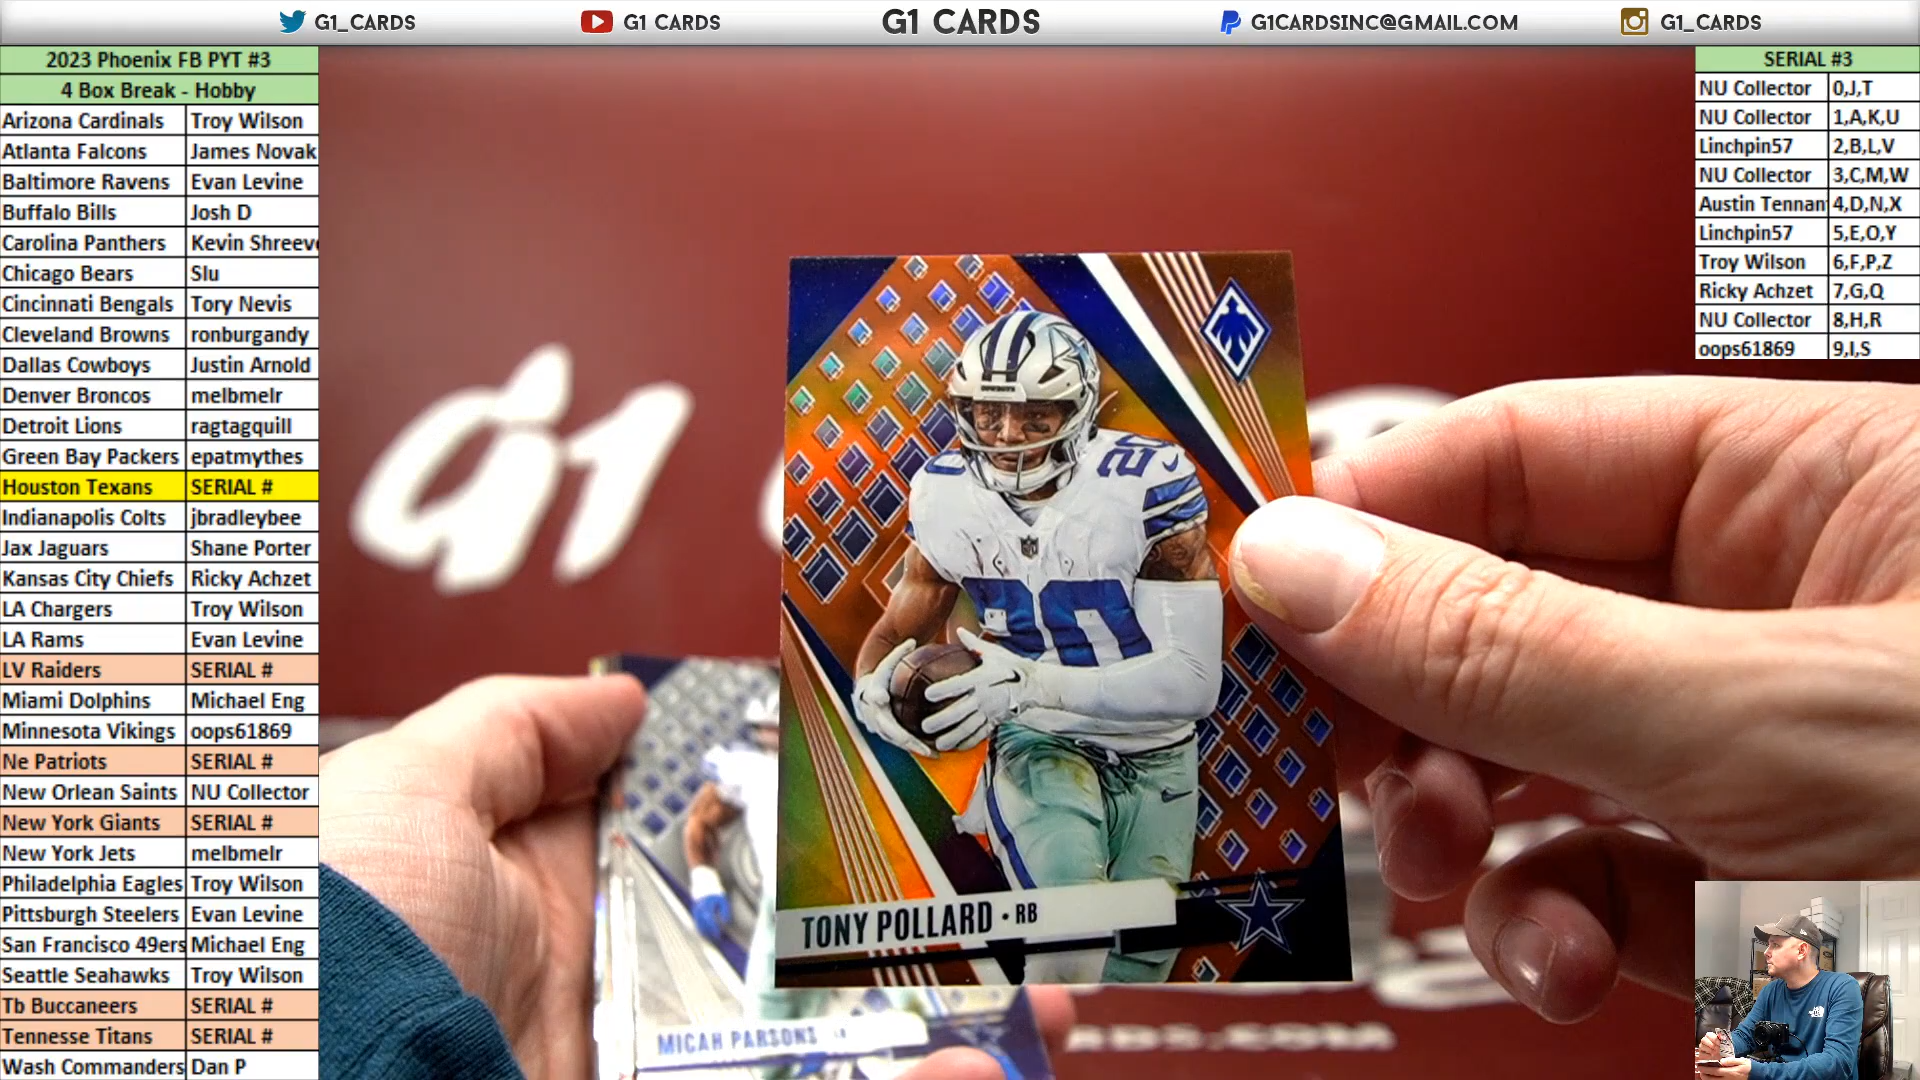 G1_CARDS
G1 CARDS
G1 CARDS
G1CARDSINC@GMAIL.COM
G1_CARDS
2023 Phoenix FB PYT #3
4 Box Break - Hobby
Arizona Cardinals Troy Wilson
Atlanta Falcons James Novak
Baltimore Ravens Evan Levine
Buffalo Bills Josh D
Carolina Panthers Kevin Shreeve
Chicago Bears Slu
Cincinnati Bengals Tory Nevis
Cleveland Browns ronburgandy
Dallas Cowboys Justin Arnold
Denver Broncos melbmelr
Detroit Lions ragtagquill
Green Bay Packers epatmythes
Houston Texans SERIAL #
Indianapolis Colts jbradleybee
Jax Jaguars Shane Porter
Kansas City Chiefs Ricky Achzet
LA Chargers Troy Wilson
LA Rams Evan Levine
LV Raiders SERIAL #
Miami Dolphins Michael Eng
Minnesota Vikings oops61869
Ne Patriots SERIAL #
New Orlean Saints NU Collector
New York Giants SERIAL #
New York Jets melbmelr
Philadelphia Eagles Troy Wilson
Pittsburgh Steelers Evan Levine
San Francisco 49ers Michael Eng
Seattle Seahawks Troy Wilson
Tb Buccaneers SERIAL #
Tennesse Titans SERIAL #
Wash Commanders Dan P
SERIAL #3
NU Collector 0,J,T
NU Collector 1,A,K,U
Linchpin57 2,B,L,V
NU Collector 3,C,M,W
Austin Tennant 4,D,N,X
Linchpin57 5,E,O,Y
Troy Wilson 6,F,P,Z
Ricky Achzet 7,G,Q
NU Collector 8,H,R
oops61869 9,I,S
G1
COWBOYS
20
20
TONY POLLARD • RB
MICAH PARSONS